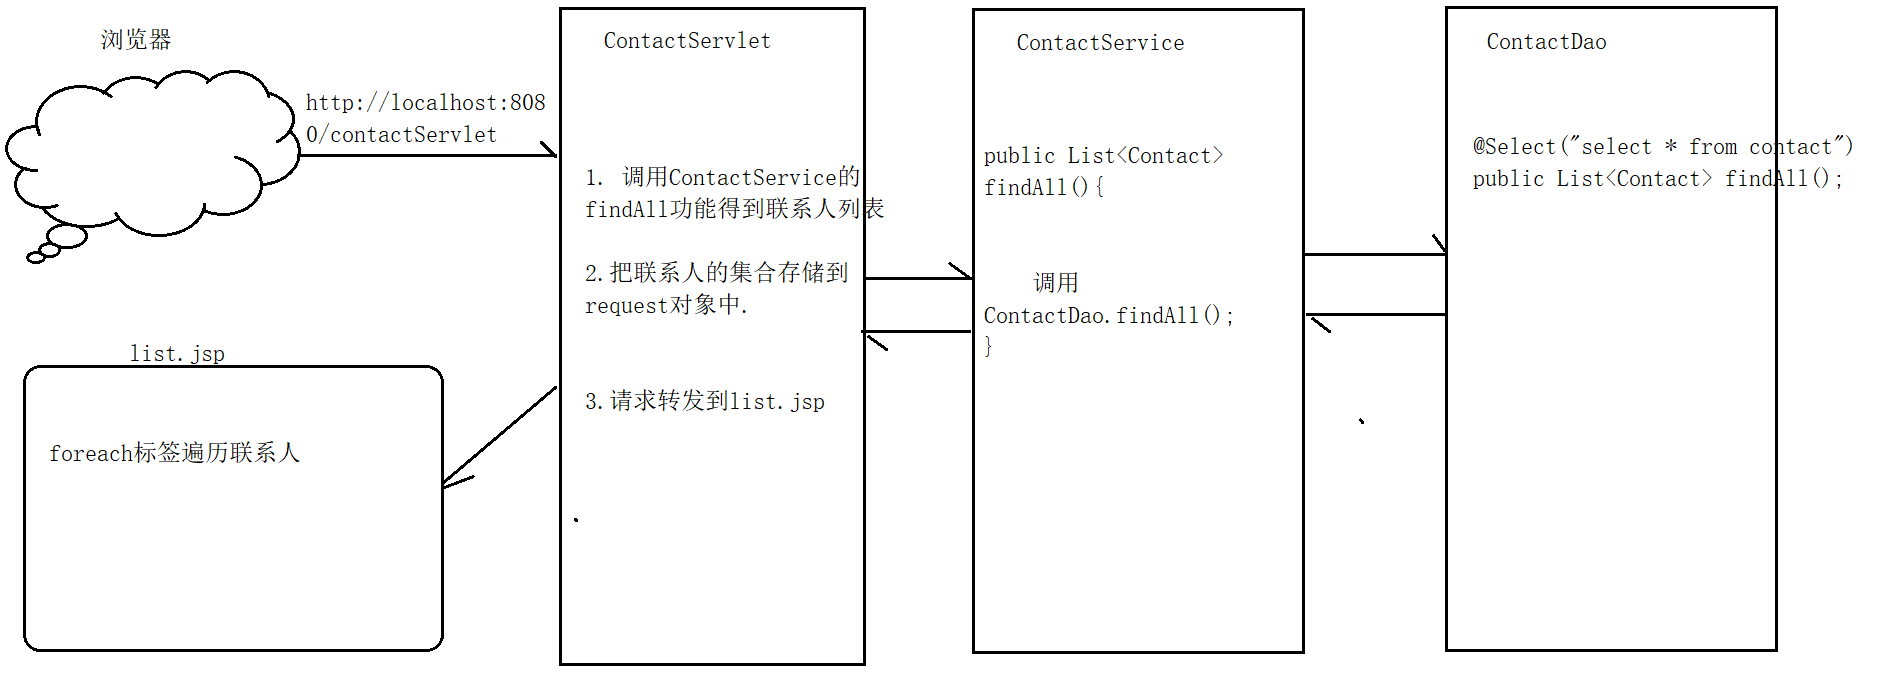 浏览器
http://localhost:808
0/contactServlet
list.jsp
foreach标签遍历联系人
ContactServlet
1. 调用ContactService的
findAll功能得到联系人列表
2.把联系人的集合存储到
request对象中.
3.请求转发到list.jsp
ContactService
public List<Contact>
findAll(){
调用
ContactDao.findAll();
}
ContactDao
@Select("select * from contact")
public List<Contact> findAll();